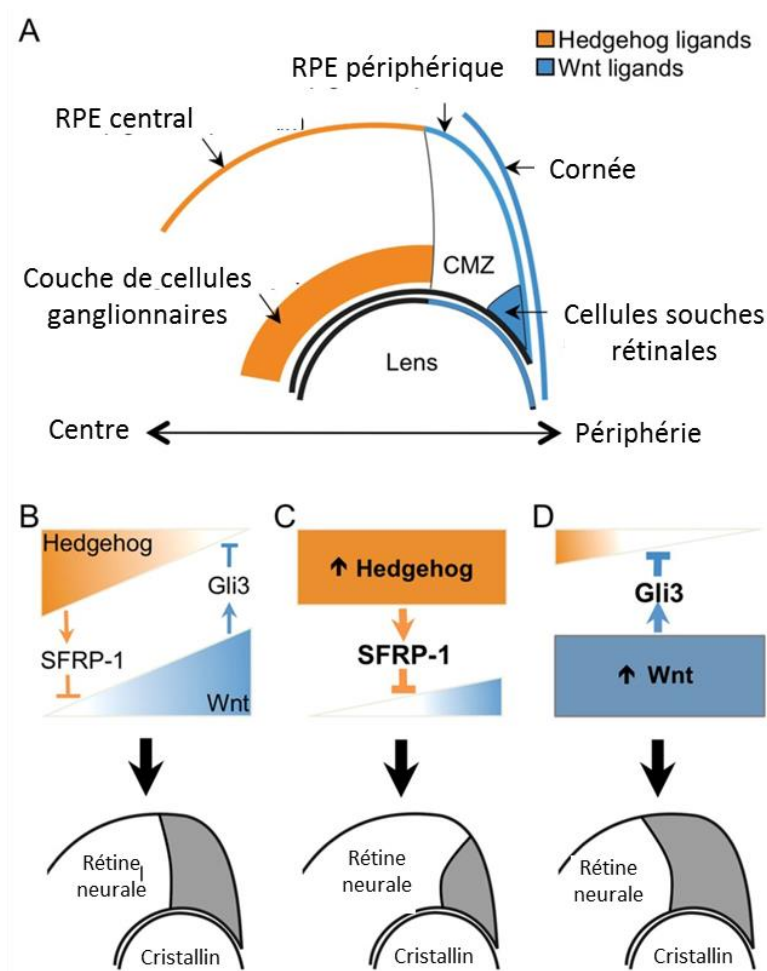 A
Hedgehog ligands
Wnt ligands
RPE périphérique
RPE central
Cornée
Couche de cellules
ganglionnaires
CMZ
Cellules souches
rétinales
Lens
Centre
Périphérie
B
Hedgehog
Gli3
SFRP-1
Wnt
C
↑ Hedgehog
SFRP-1
D
Gli3
↑ Wnt
Rétine
neurale
Cristallin
Rétine
neurale
Cristallin
Rétine
neurale
Cristallin